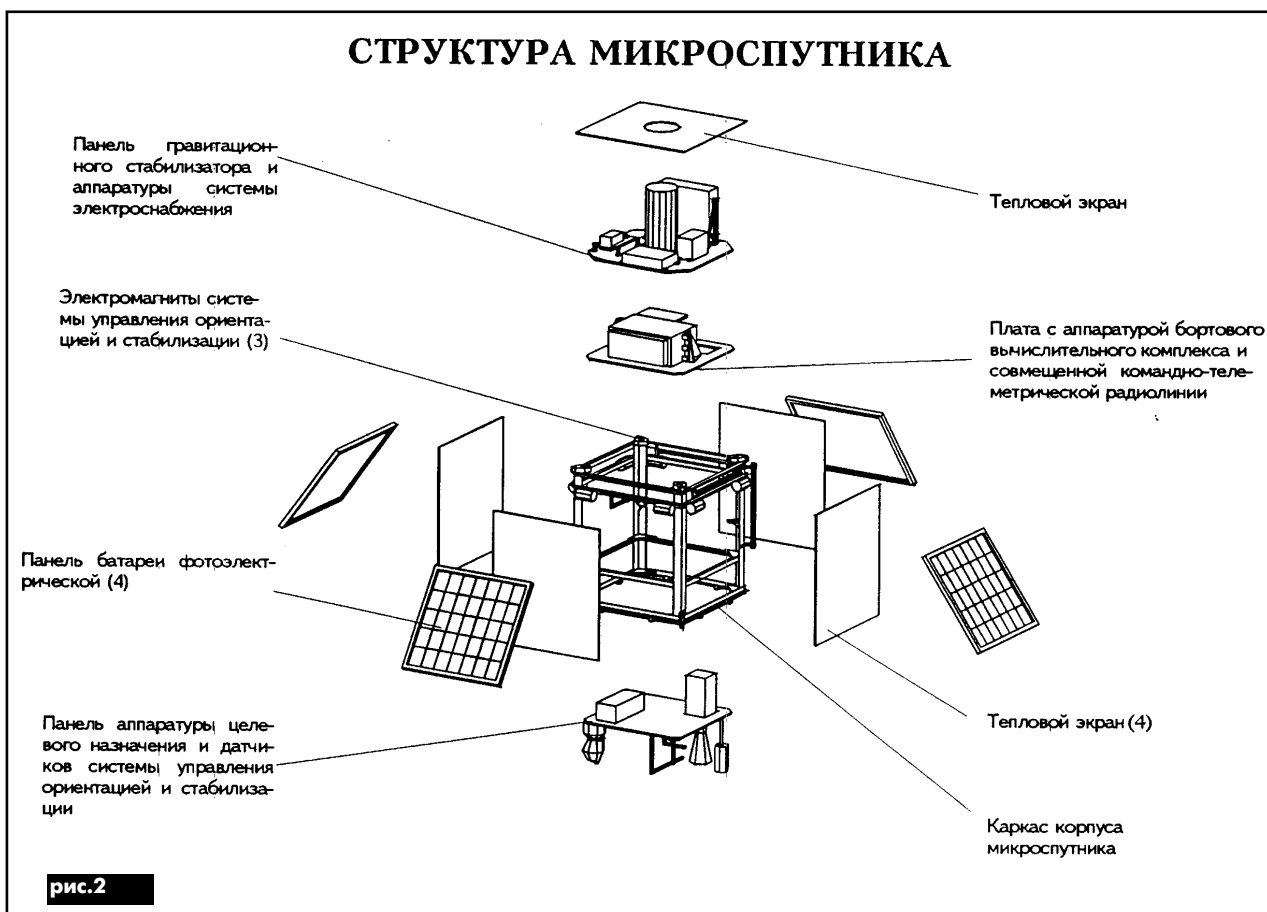 СТРУКТУРА МИКРОСПУТНИКА
Панель гравитацион-
ного стабилизатора и
аппаратуры системы
электроснабжения
Тепловой экран
Электромагниты систе-
мы управления ориента-
цией и стабилизации (3)
Плата с аппаратурой бортового
вычислительного комплекса и
совмещенной командно-теле-
метрической радиолинии
Панель батареи фотоэлект-
рической (4)
Панель аппаратуры целе-
вого назначения и датчи-
ков системы управления
ориентацией и стабилиза-
ции
Тепловой экран (4)
Каркас корпуса
микроспутника
рис.2